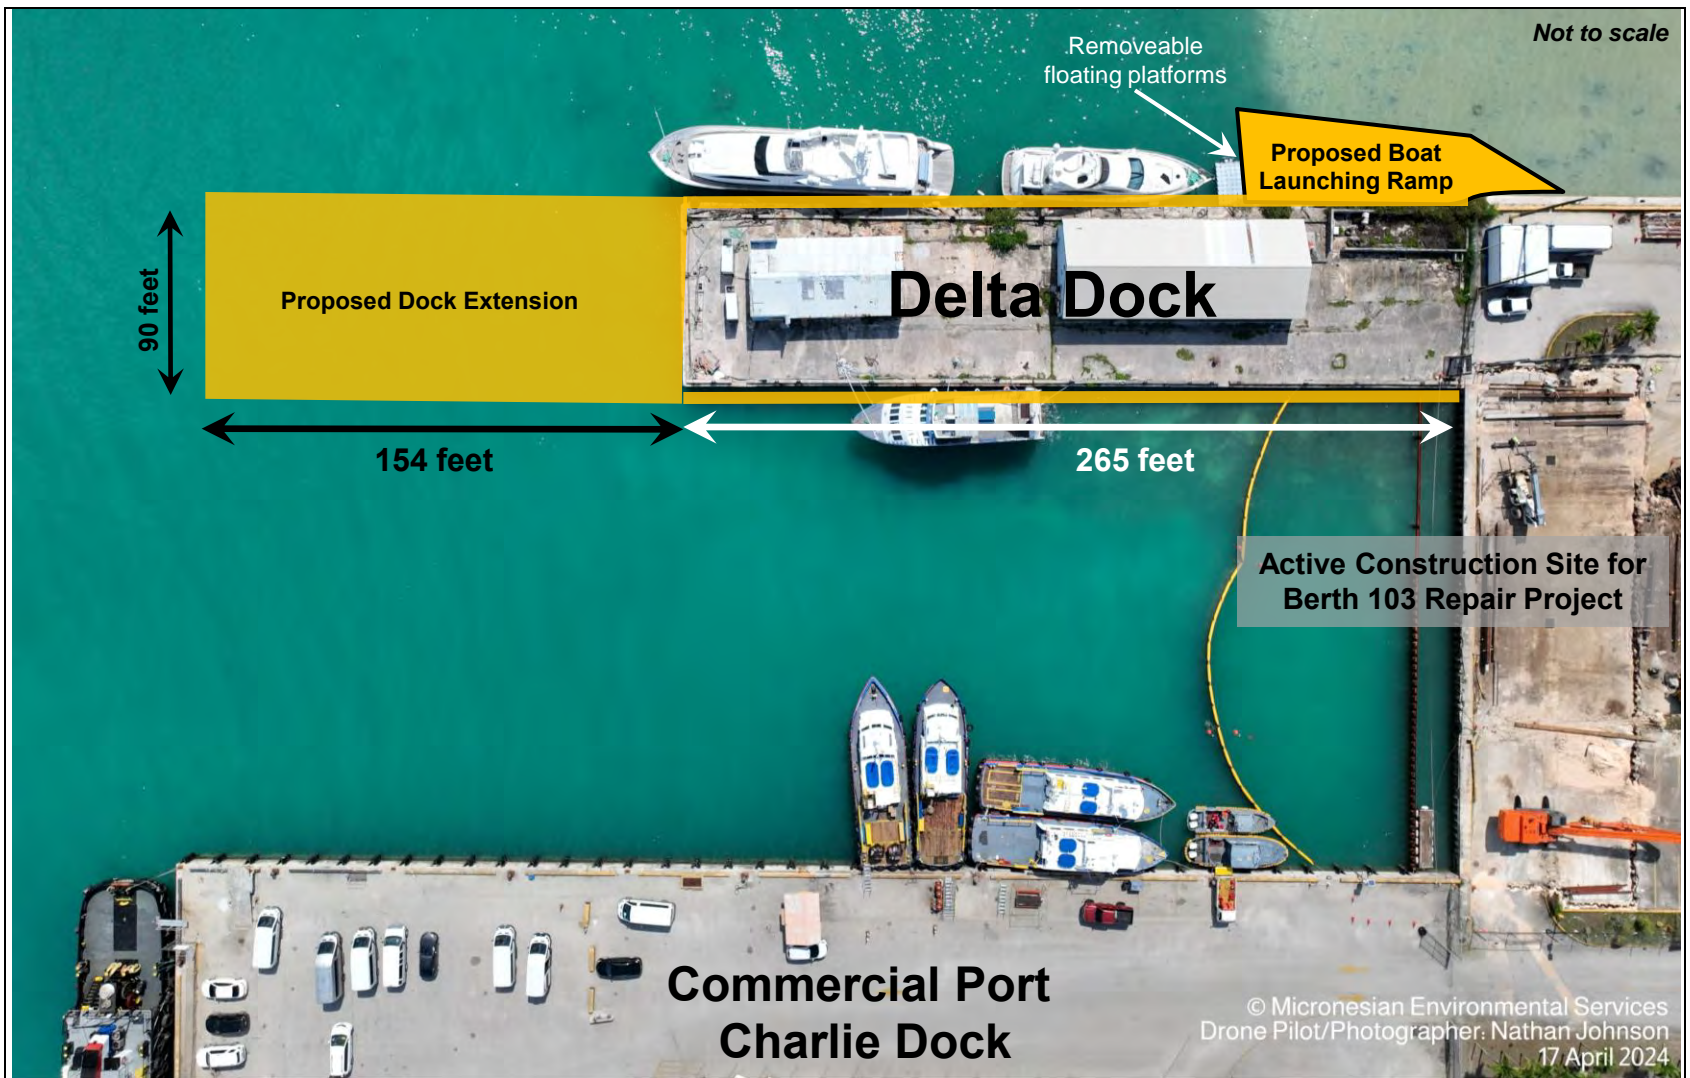 Not to scale
Removeable
floating platforms
Proposed Boat
Launching Ramp
90 feet
Proposed Dock Extension
Delta Dock
154 feet
265 feet
Active Construction Site for
Berth 103 Repair Project
Commercial Port
Charlie Dock
© Micronesian Environmental Services
Drone Pilot/Photographer: Nathan Johnson
17 April 2024